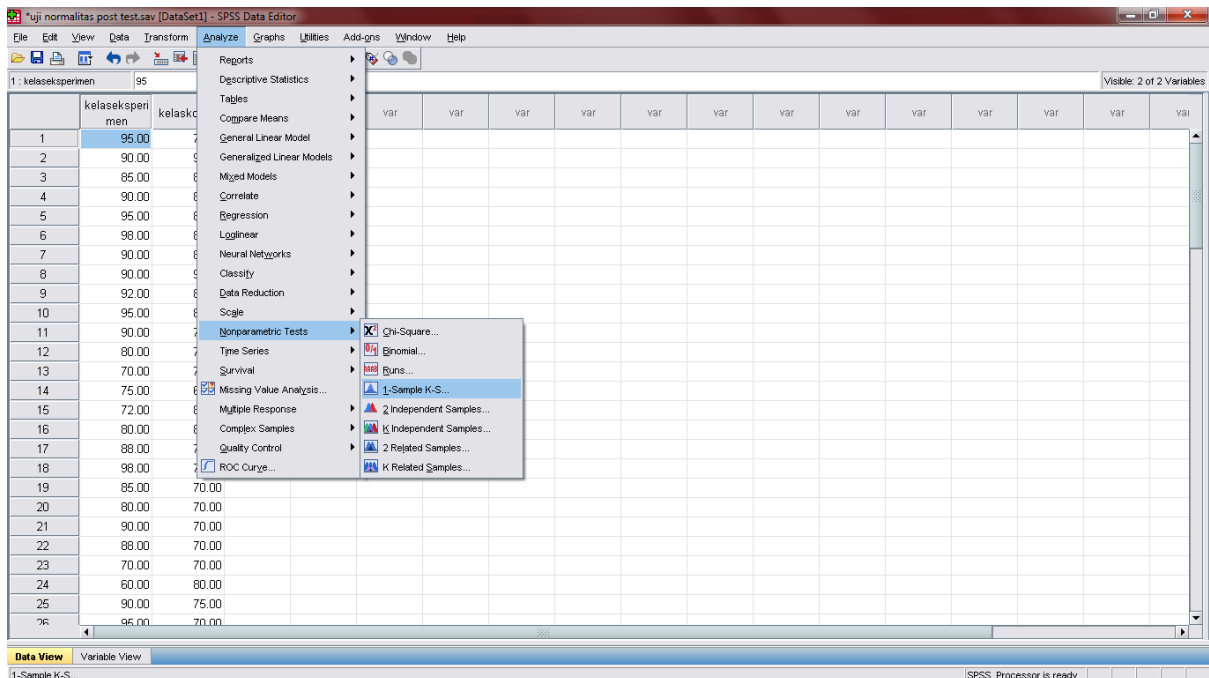 *uji normalitas post test.sav [DataSet1] - SPSS Data Editor
File Edit View Data Transform Analyze Graphs Utilities Add-ons Window Help
1 : kelaseksperimen 95 Visible: 2 of 2 Variables
kelaseksperi
men
var var var var var var var var var var
1 95.00
2 90.00
3 85.00
4 90.00
5 95.00
6 98.00
7 90.00
8 90.00
9 92.00
10 95.00
11 90.00
12 80.00
13 70.00
14 75.00
15 72.00
16 80.00
17 88.00
18 98.00
19 85.00 70.00
20 80.00 70.00
21 90.00 70.00
22 88.00 70.00
23 70.00 70.00
24 60.00 80.00
25 90.00 75.00
26 95.00 70.00
Reports
Descriptive Statistics
Tables
Compare Means
General Linear Model
Generalized Linear Models
Mixed Models
Correlate
Regression
Loglinear
Neural Networks
Classify
Data Reduction
Scale
Nonparametric Tests
Time Series
Survival
Missing Value Analysis...
Multiple Response
Complex Samples
Quality Control
ROC Curve...
Chi-Square...
Binomial...
Runs...
1-Sample K-S...
2 Independent Samples...
K Independent Samples...
2 Related Samples...
K Related Samples...
Data View Variable View
1-Sample K-S... SPSS Processor is ready